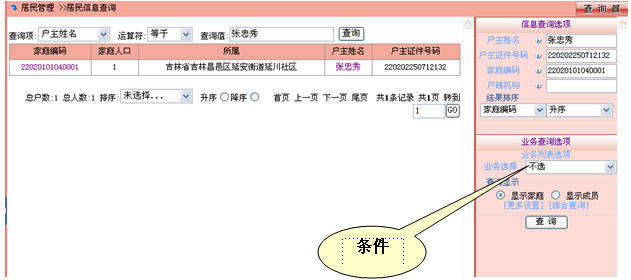 居民管理 >>居民信息查询
查询器
查询项: 户主姓名 运算符: 等于 查询值: 张忠秀 查询
家庭编码 家庭人口 所属 户主姓名 户主证件号码
22020101040001 1 吉林省吉林昌邑区延安街道延川社区 张忠秀 220202250712132
总户数:1 总人数:1 排序: 未选择... 升序 降序 首页 上一页 下一页 尾页 共1条记录 共1页 转到
1 GO
信息查询选项
户主姓名 张忠秀
户主证件号码 220202250712132
家庭编码 22020101040001
户籍机构
结果排序
家庭编码 升序
业务查询选项
业务列表选项
业务选择 不选
查询显示
显示家庭 显示成员
[更多设置] [综合查询]
查 询
条件